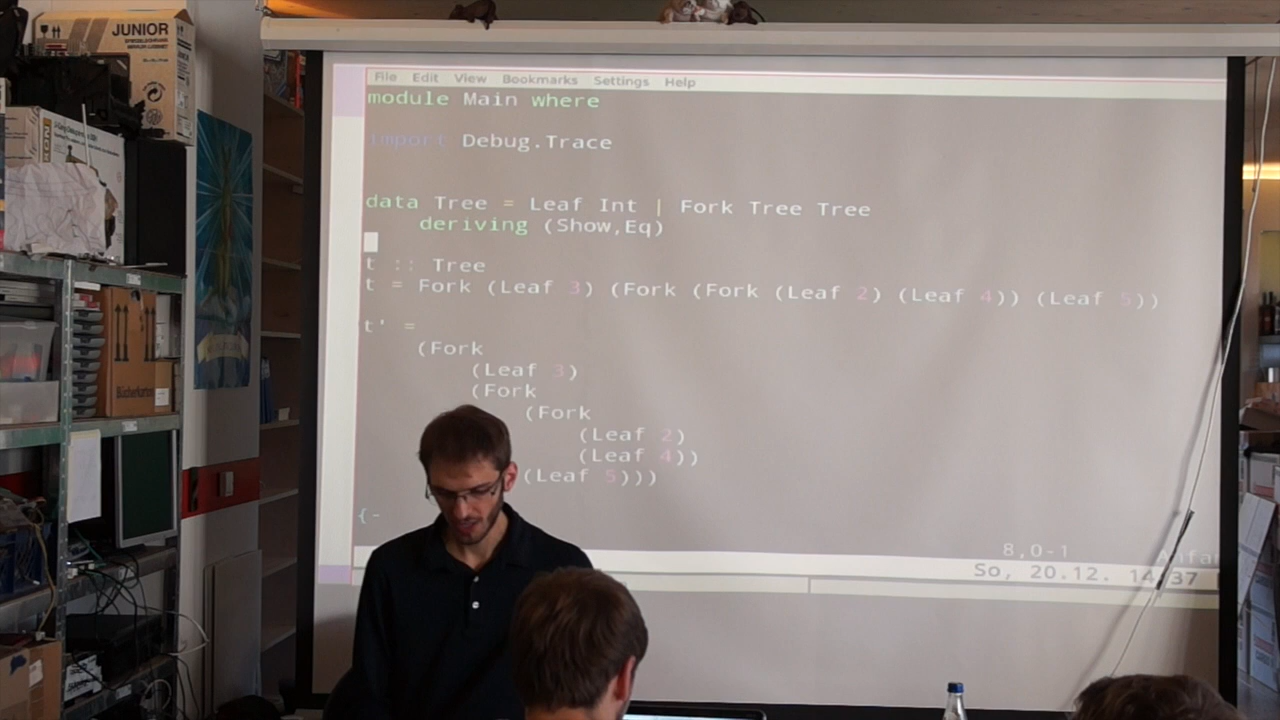 JUNIOR
File Edit View Bookmarks Settings Help
module Main where
import Debug.Trace
data Tree = Leaf Int | Fork Tree Tree
deriving (Show,Eq)
t :: Tree
t = Fork (Leaf 3) (Fork (Fork (Leaf 2) (Leaf 4)) (Leaf 5))
t' =
(Fork
(Leaf 3)
(Fork
(Fork
(Leaf 2)
(Leaf 4))
(Leaf 5)))
{-
8,0-1
So, 20.12. 14:37